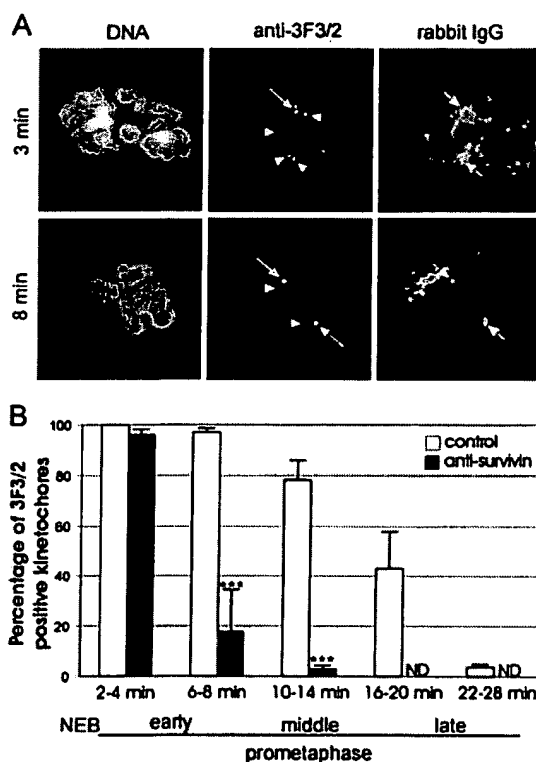 A
DNA anti-3F3/2 rabbit IgG
3 min
8 min
B
Percentage of 3F3/2
positive kinetochores
100
80
60
40
20
0
control
anti-survivin
***
***
ND
ND
2-4 min 6-8 min 10-14 min 16-20 min 22-28 min
NEB early middle late
prometaphase